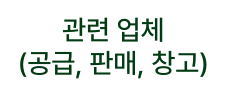 관련 업체
(공급, 판매, 창고)